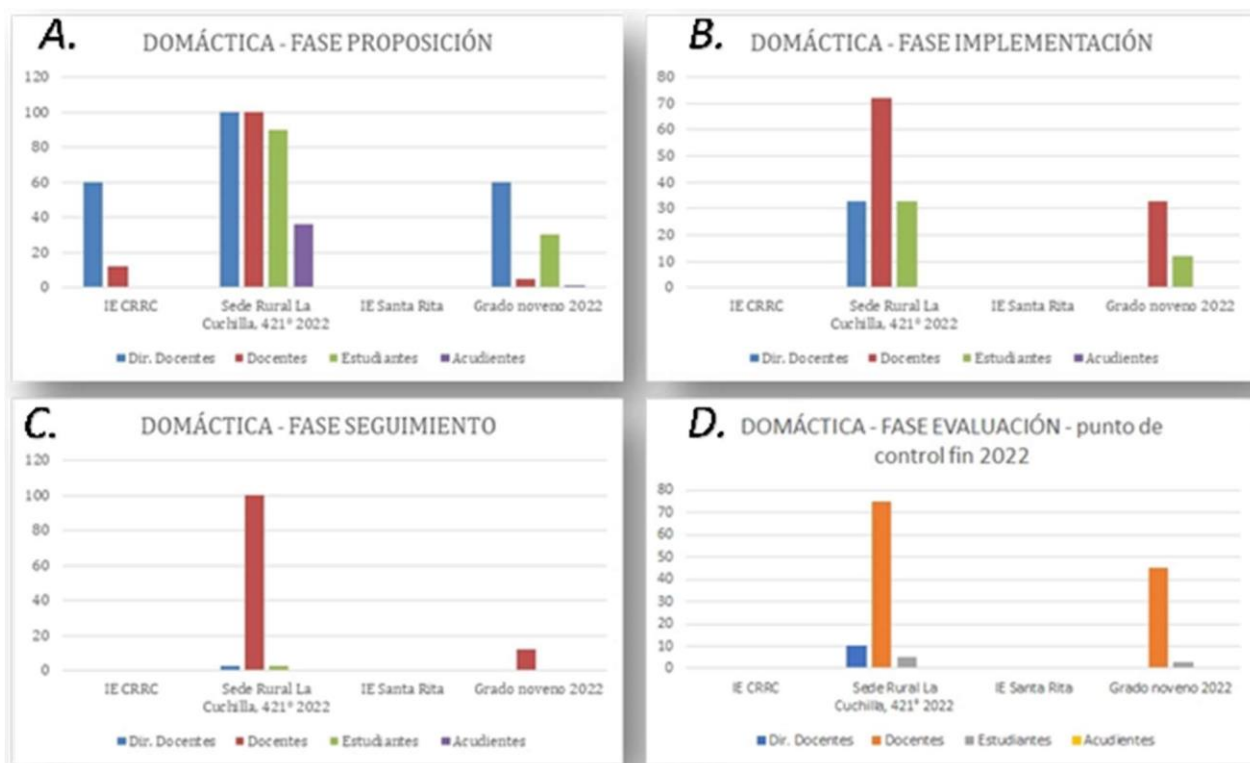 A.
DOMÁCTICA - FASE PROPOSICIÓN
120
100
80
60
40
20
0
IE CRRC
Sede Rural La
Cuchilla, 421° 2022
IE Santa Rita
Grado noveno 2022
Dir. Docentes Docentes Estudiantes Acudientes
B.
DOMÁCTICA - FASE IMPLEMENTACIÓN
80
70
60
50
40
30
20
10
0
IE CRRC
Sede Rural La
Cuchilla, 421° 2022
IE Santa Rita
Grado noveno 2022
Dir. Docentes Docentes Estudiantes Acudientes
C.
DOMÁCTICA - FASE SEGUIMIENTO
120
100
80
60
40
20
0
IE CRRC
Sede Rural La
Cuchilla, 421° 2022
IE Santa Rita
Grado noveno 2022
Dir. Docentes Docentes Estudiantes Acudientes
D.
DOMÁCTICA - FASE EVALUACIÓN - punto de
control fin 2022
80
70
60
50
40
30
20
10
0
IE CRRC
Sede Rural La
Cuchilla, 421° 2022
IE Santa Rita
Grado noveno 2022
Dir. Docentes Docentes Estudiantes Acudientes